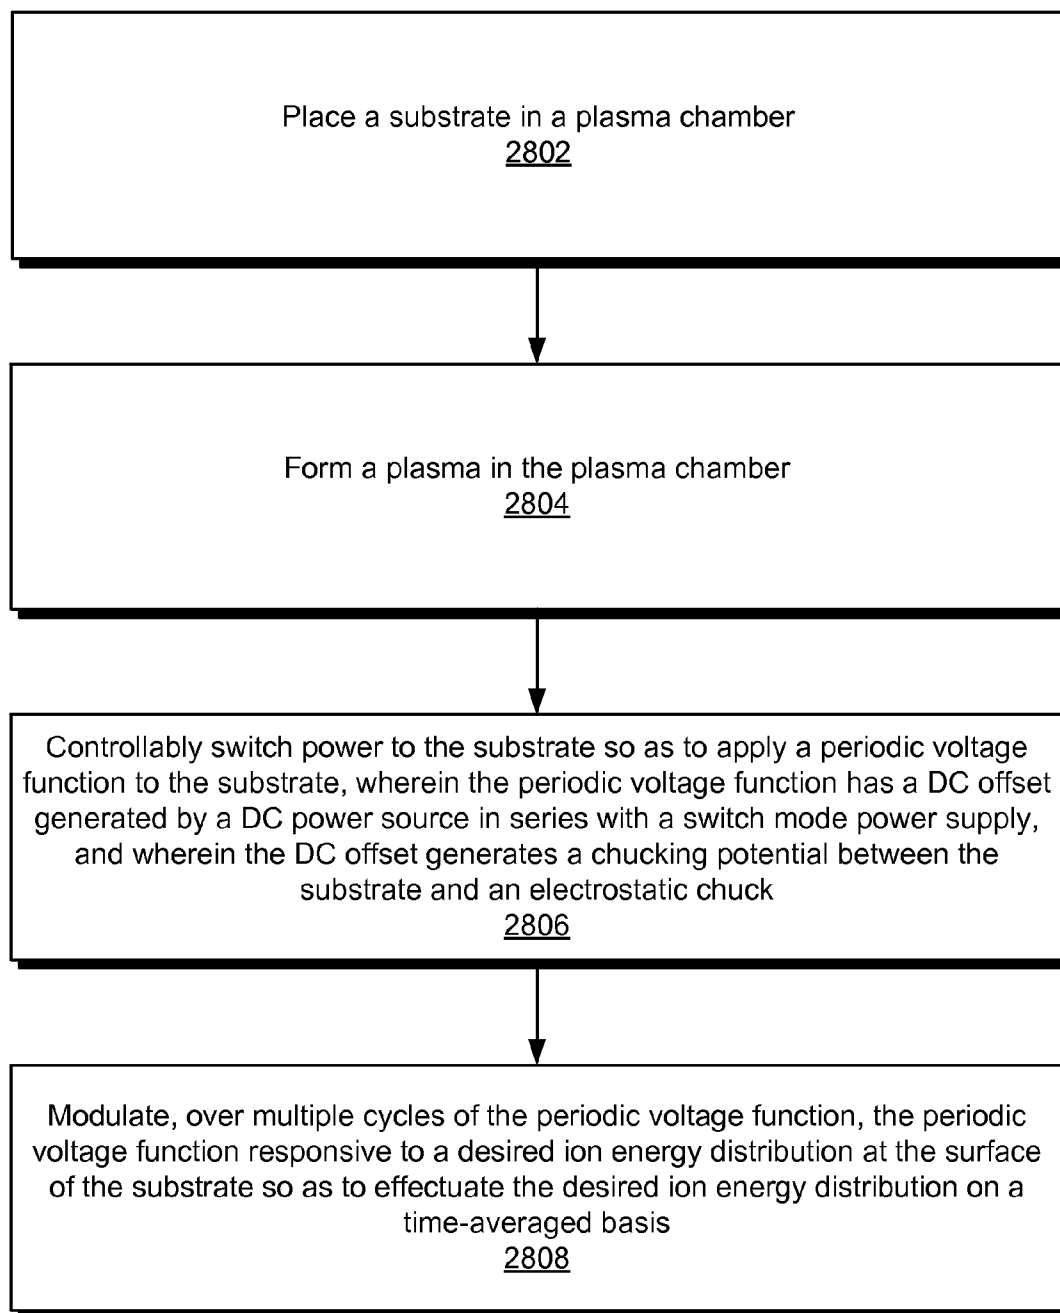 Place a substrate in a plasma chamber
2802
Form a plasma in the plasma chamber
2804
Controllably switch power to the substrate so as to apply a periodic voltage
function to the substrate, wherein the periodic voltage function has a DC offset
generated by a DC power source in series with a switch mode power supply,
and wherein the DC offset generates a chucking potential between the
substrate and an electrostatic chuck
2806
Modulate, over multiple cycles of the periodic voltage function, the periodic
voltage function responsive to a desired ion energy distribution at the surface
of the substrate so as to effectuate the desired ion energy distribution on a
time-averaged basis
2808